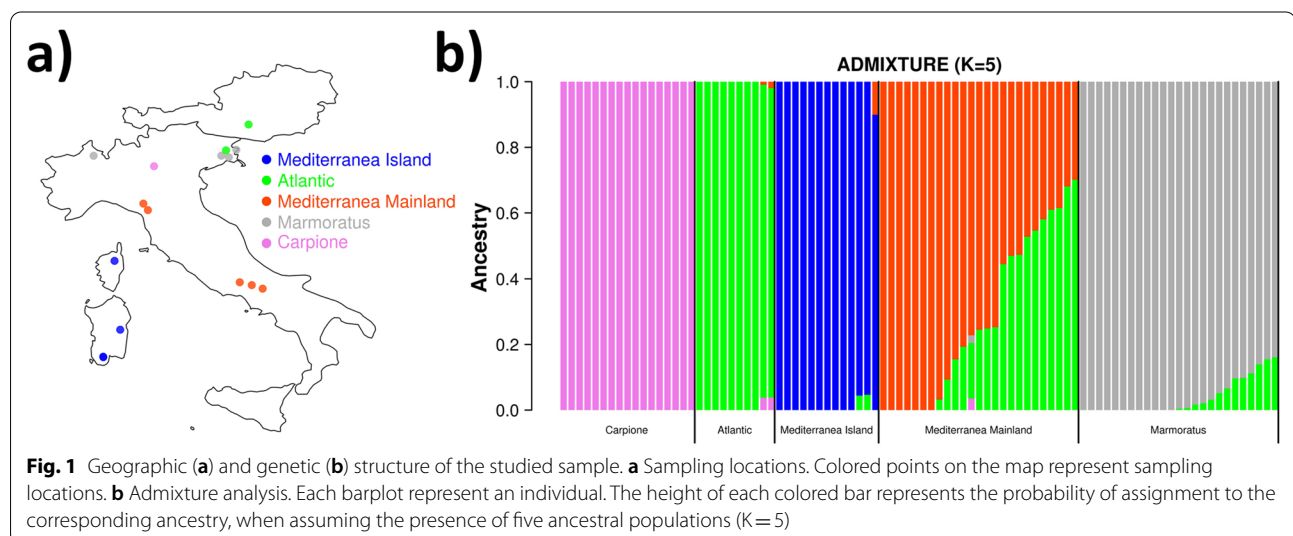 a)
Mediterranea Island
Atlantic
Mediterranea Mainland
Marmoratus
Carpione
b)
ADMIXTURE (K=5)
Ancestry
1.0
0.8
0.6
0.4
0.2
0.0
Carpione
Atlantic
Mediterranea Island
Mediterranea Mainland
Marmoratus
Fig. 1 Geographic (a) and genetic (b) structure of the studied sample. a Sampling locations. Colored points on the map represent sampling
locations. b Admixture analysis. Each barplot represent an individual. The height of each colored bar represents the probability of assignment to the
corresponding ancestry, when assuming the presence of five ancestral populations (K = 5)